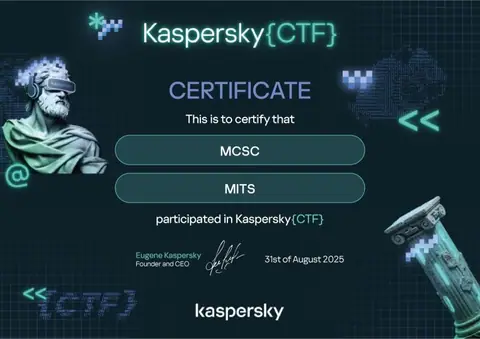 *
Kaspersky{CTF}
CERTIFICATE
This is to certify that
<<
MCSC
@
MITS
participated in Kaspersky{CTF}
Eugene Kaspersky
Founder and CEO
31st of August 2025
<<
{CTF}
kaspersky